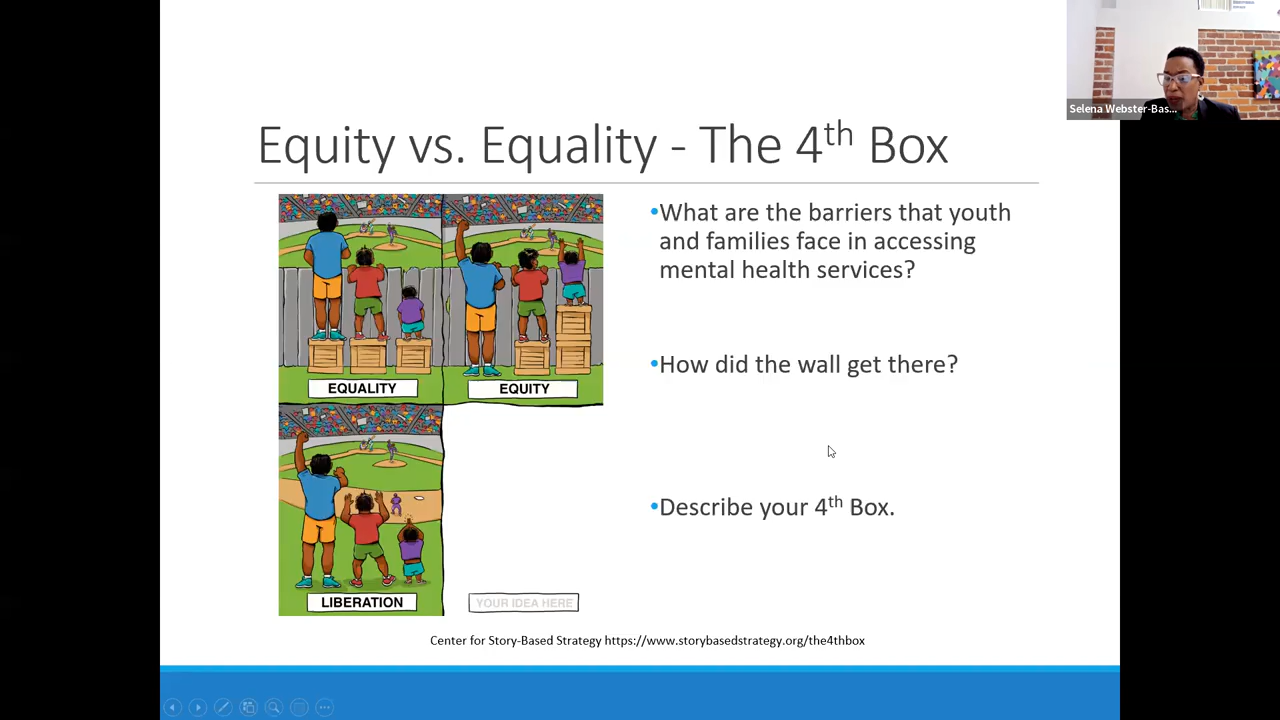 Selena Webster-Bas...
Equity vs. Equality - The 4th Box
•What are the barriers that youth
and families face in accessing
mental health services?
•How did the wall get there?
•Describe your 4th Box.
EQUALITY
EQUITY
LIBERATION
YOUR IDEA HERE
Center for Story-Based Strategy https://www.storybasedstrategy.org/the4thbox